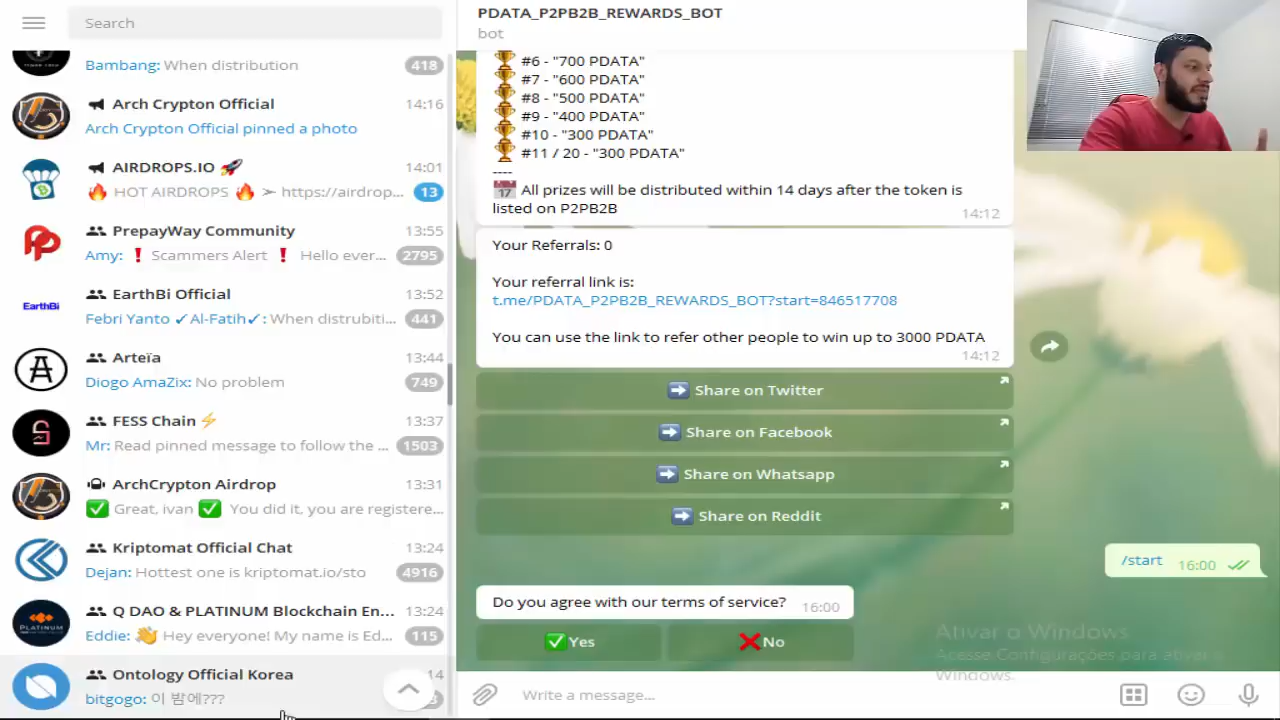 Search
Bambang: When distribution
418
Arch Crypton Official
14:16
Arch Crypton Official pinned a photo
AIRDROPS.IO 🚀
14:01
🔥 HOT AIRDROPS 🔥 ➣ https://airdrop...
13
PrepayWay Community
13:55
Amy: ❗ Scammers Alert ❗ Hello ever...
2795
EarthBi
EarthBi Official
13:52
Febri Yanto ✓Al-Fatih✓: When distrubiti...
441
Arteïa
13:44
Diogo AmaZix: No problem
749
FESS Chain⚡
13:37
Mr: Read pinned message to follow the ...
1503
ArchCrypton Airdrop
13:31
✅ Great, ivan ✅ You did it, you are registere...
Kriptomat Official Chat
13:24
Dejan: Hottest one is kriptomat.io/sto
4916
PLATINUM
Q DAO & PLATINUM Blockchain En...
13:24
Eddie: 👋 Hey everyone! My name is Ed...
115
Ontology Official Korea
14
bitgogo: 이 밤에???
PDATA_P2PB2B_REWARDS_BOT
bot
🏆 #6 - "700 PDATA"
🏆 #7 - "600 PDATA"
🏆 #8 - "500 PDATA"
🏆 #9 - "400 PDATA"
🏆 #10 - "300 PDATA"
🏆 #11 / 20 - "300 PDATA"
----
📅 All prizes will be distributed within 14 days after the token is
listed on P2PB2B
14:12
Your Referrals: 0
Your referral link is:
t.me/PDATA_P2PB2B_REWARDS_BOT?start=846517708
You can use the link to refer other people to win up to 3000 PDATA
14:12
➡ Share on Twitter
➡ Share on Facebook
➡ Share on Whatsapp
➡ Share on Reddit
/start
16:00
Do you agree with our terms of service?
16:00
✅Yes
❌No
Ativar o Windows
Acesse Configurações para ativar o
Windows.
Write a message...